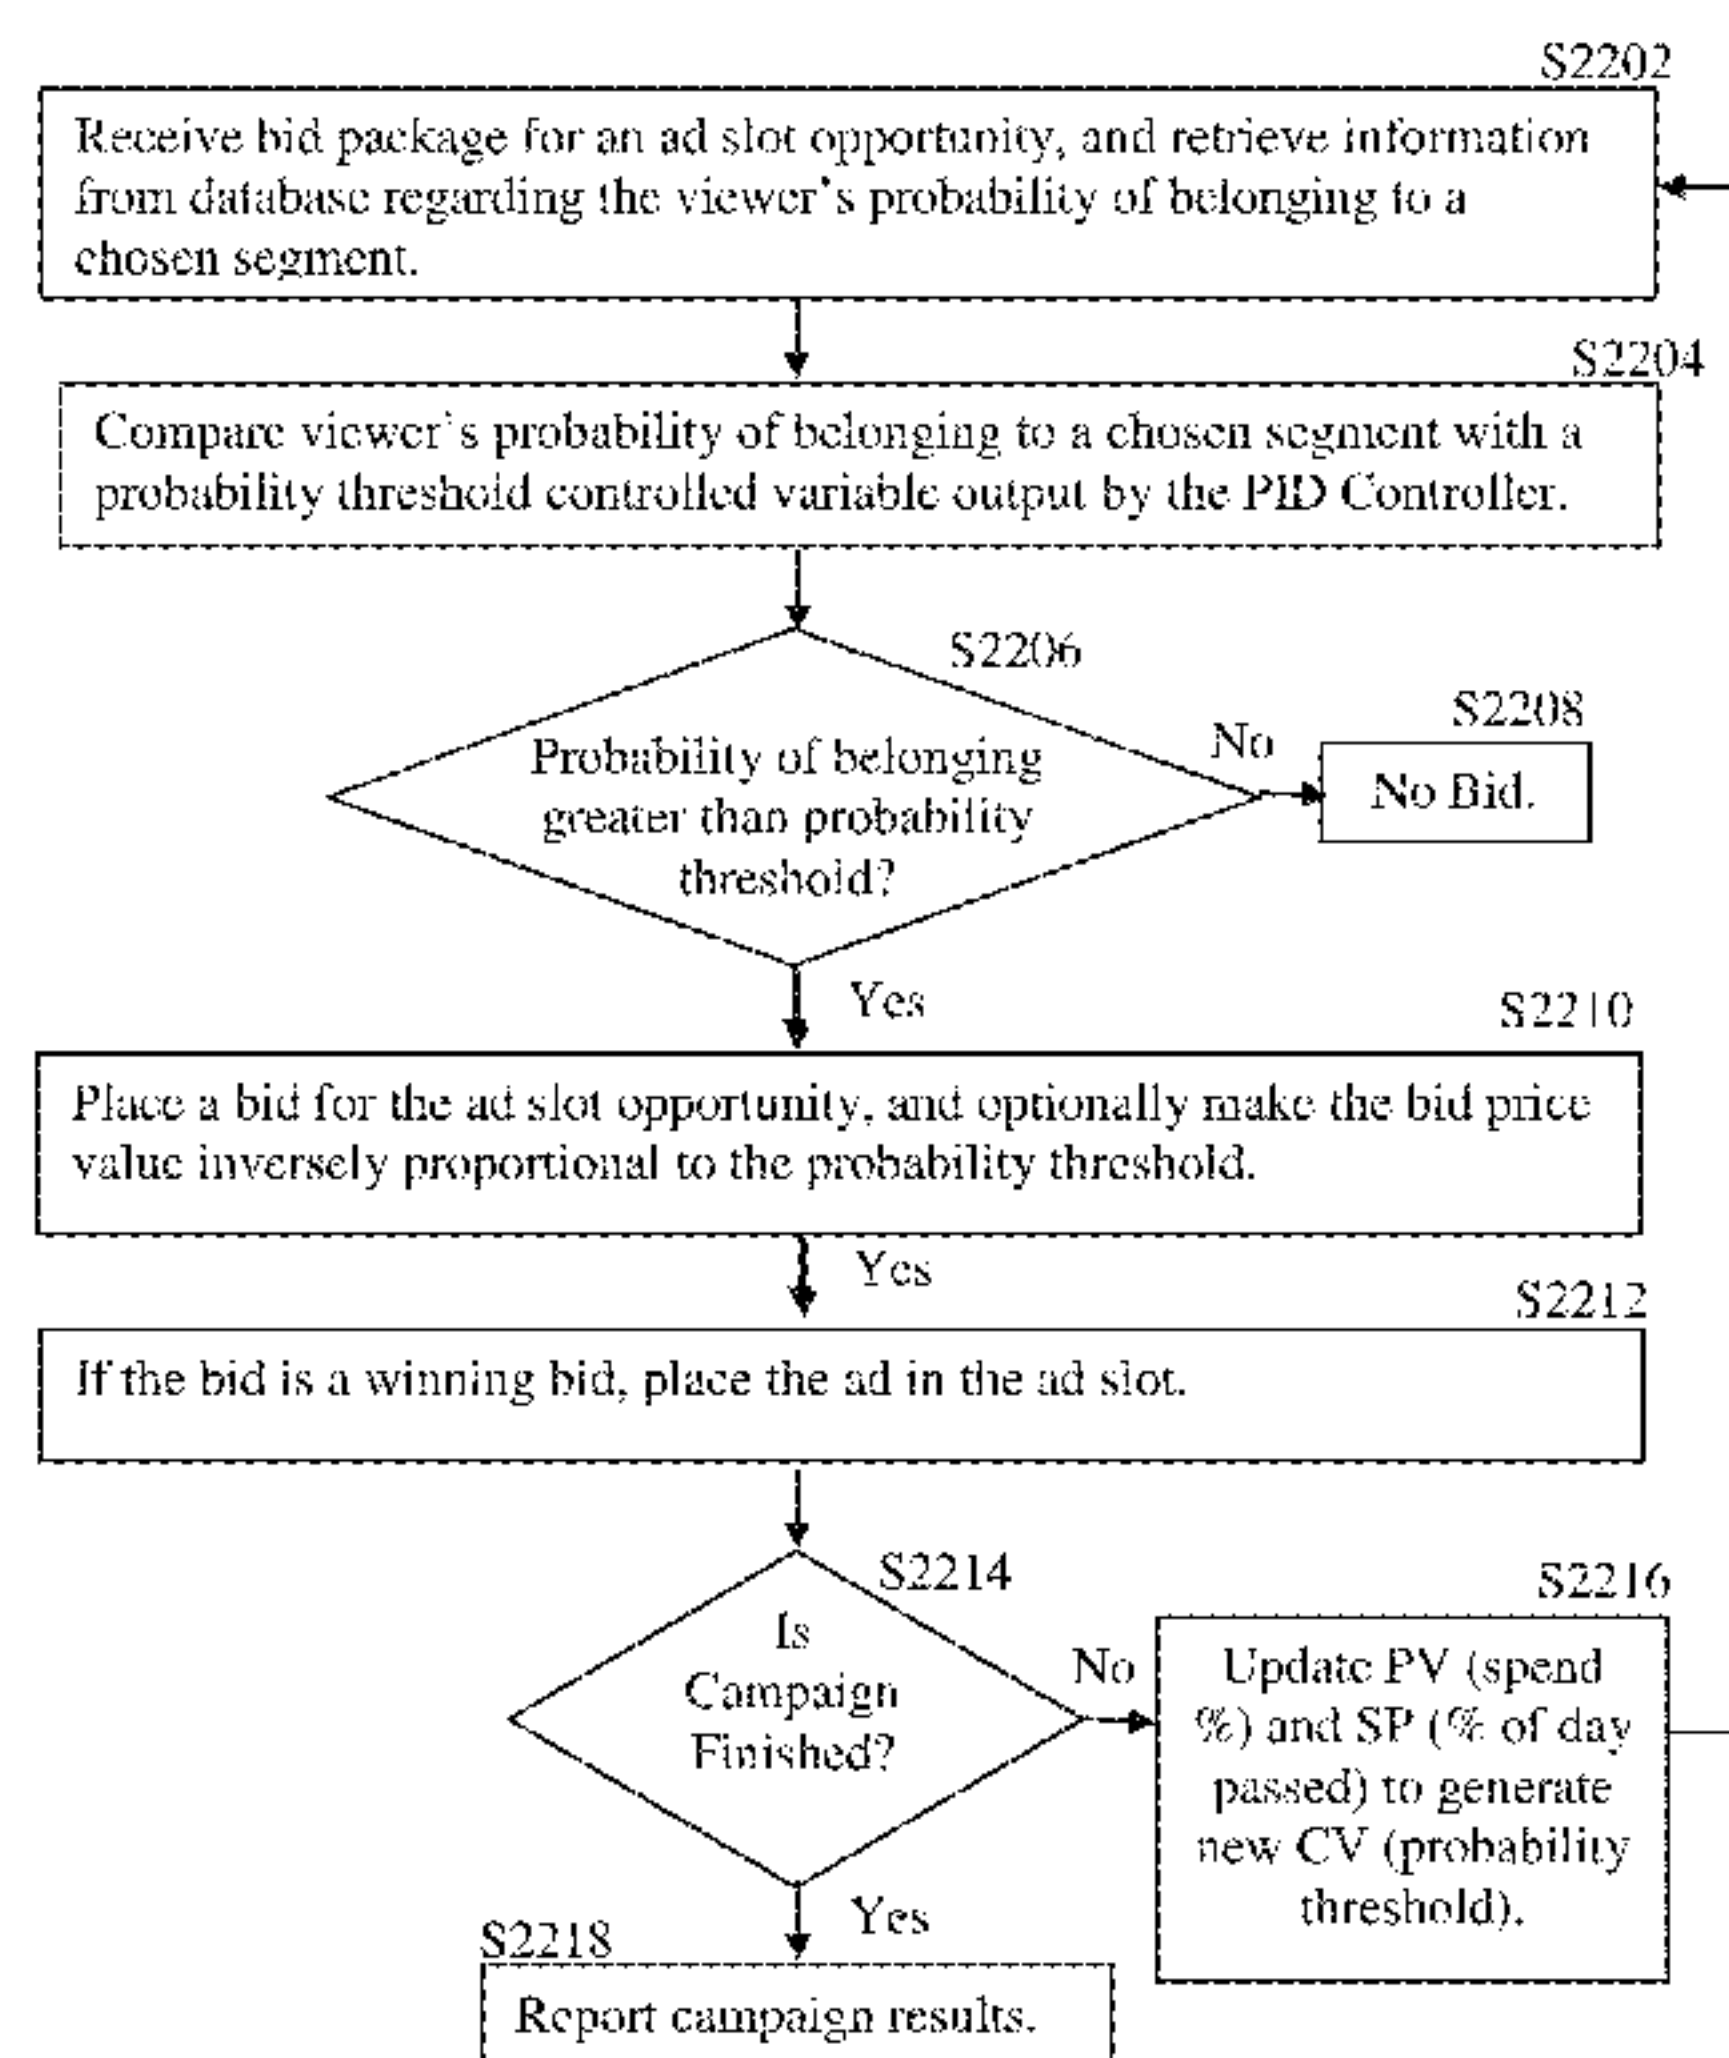 S2202
Receive bid package for an ad slot opportunity, and retrieve information
from database regarding the viewer's probability of belonging to a
chosen segment.
S2204
Compare viewer's probability of belonging to a chosen segment with a
probability threshold controlled variable output by the PID Controller.
S2206
Probability of belonging
greater than probability
threshold?
No
S2208
No Bid.
Yes
S2210
Place a bid for the ad slot opportunity, and optionally make the bid price
value inversely proportional to the probability threshold.
Yes
S2212
If the bid is a winning bid, place the ad in the ad slot.
S2214
Is
Campaign
Finished?
No
S2216
Update PV (spend
%) and SP (% of day
passed) to generate
new CV (probability
threshold).
Yes
S2218
Report campaign results.